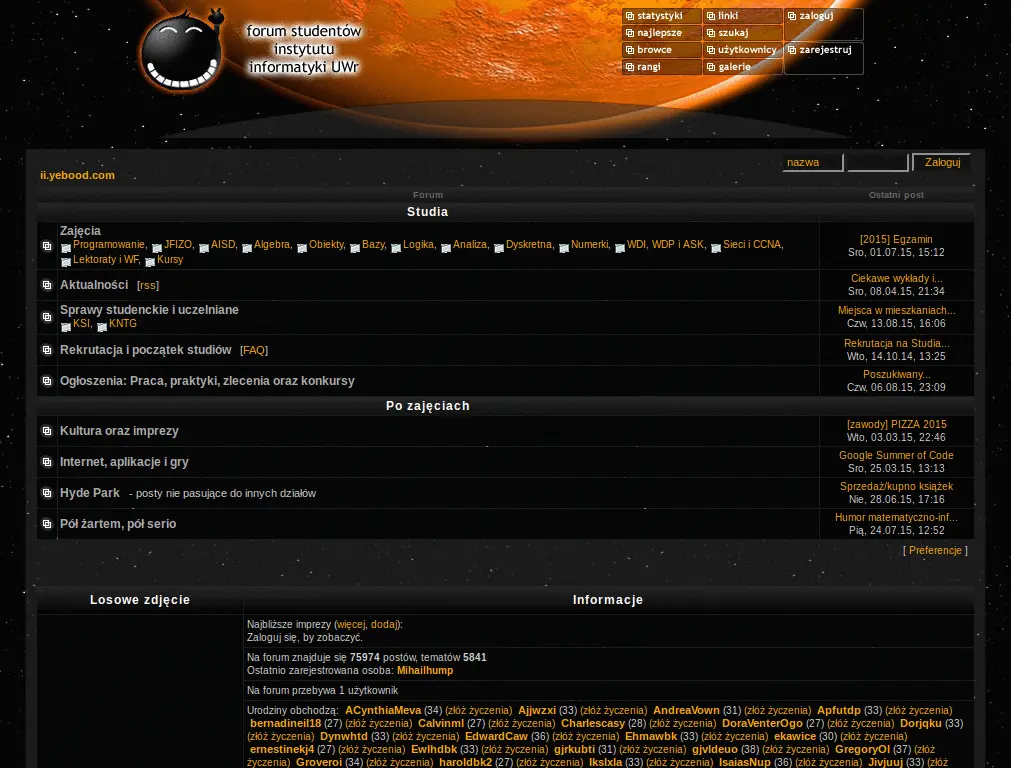 forum studentów
instytutu
informatyki UWr
statystyki linki zaloguj
najlepsze szukaj
browce użytkownicy zarejestruj
rangi galerie
nazwa Zaloguj
ii.yebood.com
Forum Ostatni post
Studia
Zajęcia
Programowanie, JFIZO, AISD, Algebra, Obiekty, Bazy, Logika, Analiza, Dyskretna, Numerki, WDI, WDP i ASK, Sieci i CCNA,
Lektoraty i WF, Kursy
[2015] Egzamin
Sro, 01.07.15, 15:12
Aktualności [rss]
Ciekawe wykłady i...
Sro, 08.04.15, 21:34
Sprawy studenckie i uczelniane
KSI, KNTG
Miejsca w mieszkaniach...
Czw, 13.08.15, 16:06
Rekrutacja i początek studiów [FAQ]
Rekrutacja na Studia...
Wto, 14.10.14, 13:25
Ogłoszenia: Praca, praktyki, zlecenia oraz konkursy
Poszukiwany...
Czw, 06.08.15, 23:09
Po zajęciach
Kultura oraz imprezy
[zawody] PIZZA 2015
Wto, 03.03.15, 22:46
Internet, aplikacje i gry
Google Summer of Code
Sro, 25.03.15, 13:13
Hyde Park - posty nie pasujące do innych działów
Sprzedaż/kupno książek
Nie, 28.06.15, 17:16
Pół żartem, pół serio
Humor matematyczno-inf...
Pią, 24.07.15, 12:52
[ Preferencje ]
Losowe zdjęcie Informacje
Najbliższe imprezy (więcej, dodaj):
Zaloguj się, by zobaczyć.
Na forum znajduje się 75974 postów, tematów 5841
Ostatnio zarejestrowana osoba: Mihailhump
Na forum przebywa 1 użytkownik
Urodziny obchodzą: ACynthiaMeva (34) (złóż życzenia) Ajjwzxi (33) (złóż życzenia) AndreaVown (31) (złóż życzenia) Apfutdp (33) (złóż życzenia)
bernadineil18 (27) (złóż życzenia) Calvinml (27) (złóż życzenia) Charlescasy (28) (złóż życzenia) DoraVenterOgo (27) (złóż życzenia) Dorjqku (33)
(złóż życzenia) Dynwhtd (33) (złóż życzenia) EdwardCaw (36) (złóż życzenia) Ehmawbk (33) (złóż życzenia) ekawice (30) (złóż życzenia)
ernestinekj4 (27) (złóż życzenia) Ewlhdbk (33) (złóż życzenia) gjrkubti (31) (złóż życzenia) gjvldeuo (38) (złóż życzenia) GregoryOl (37) (złóż
życzenia) Groveroi (34) (złóż życzenia) haroldbk2 (27) (złóż życzenia) Ikslxla (33) (złóż życzenia) IsaiasNup (36) (złóż życzenia) Jivjuuj (33) (złóż